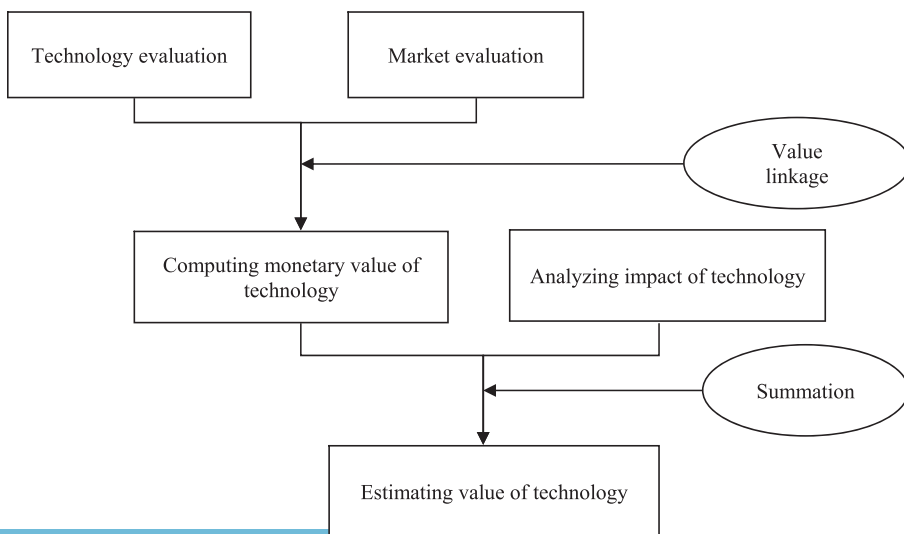 Technology evaluation
Market evaluation
Value
linkage
Computing monetary value of
technology
Analyzing impact of technology
Summation
Estimating value of technology